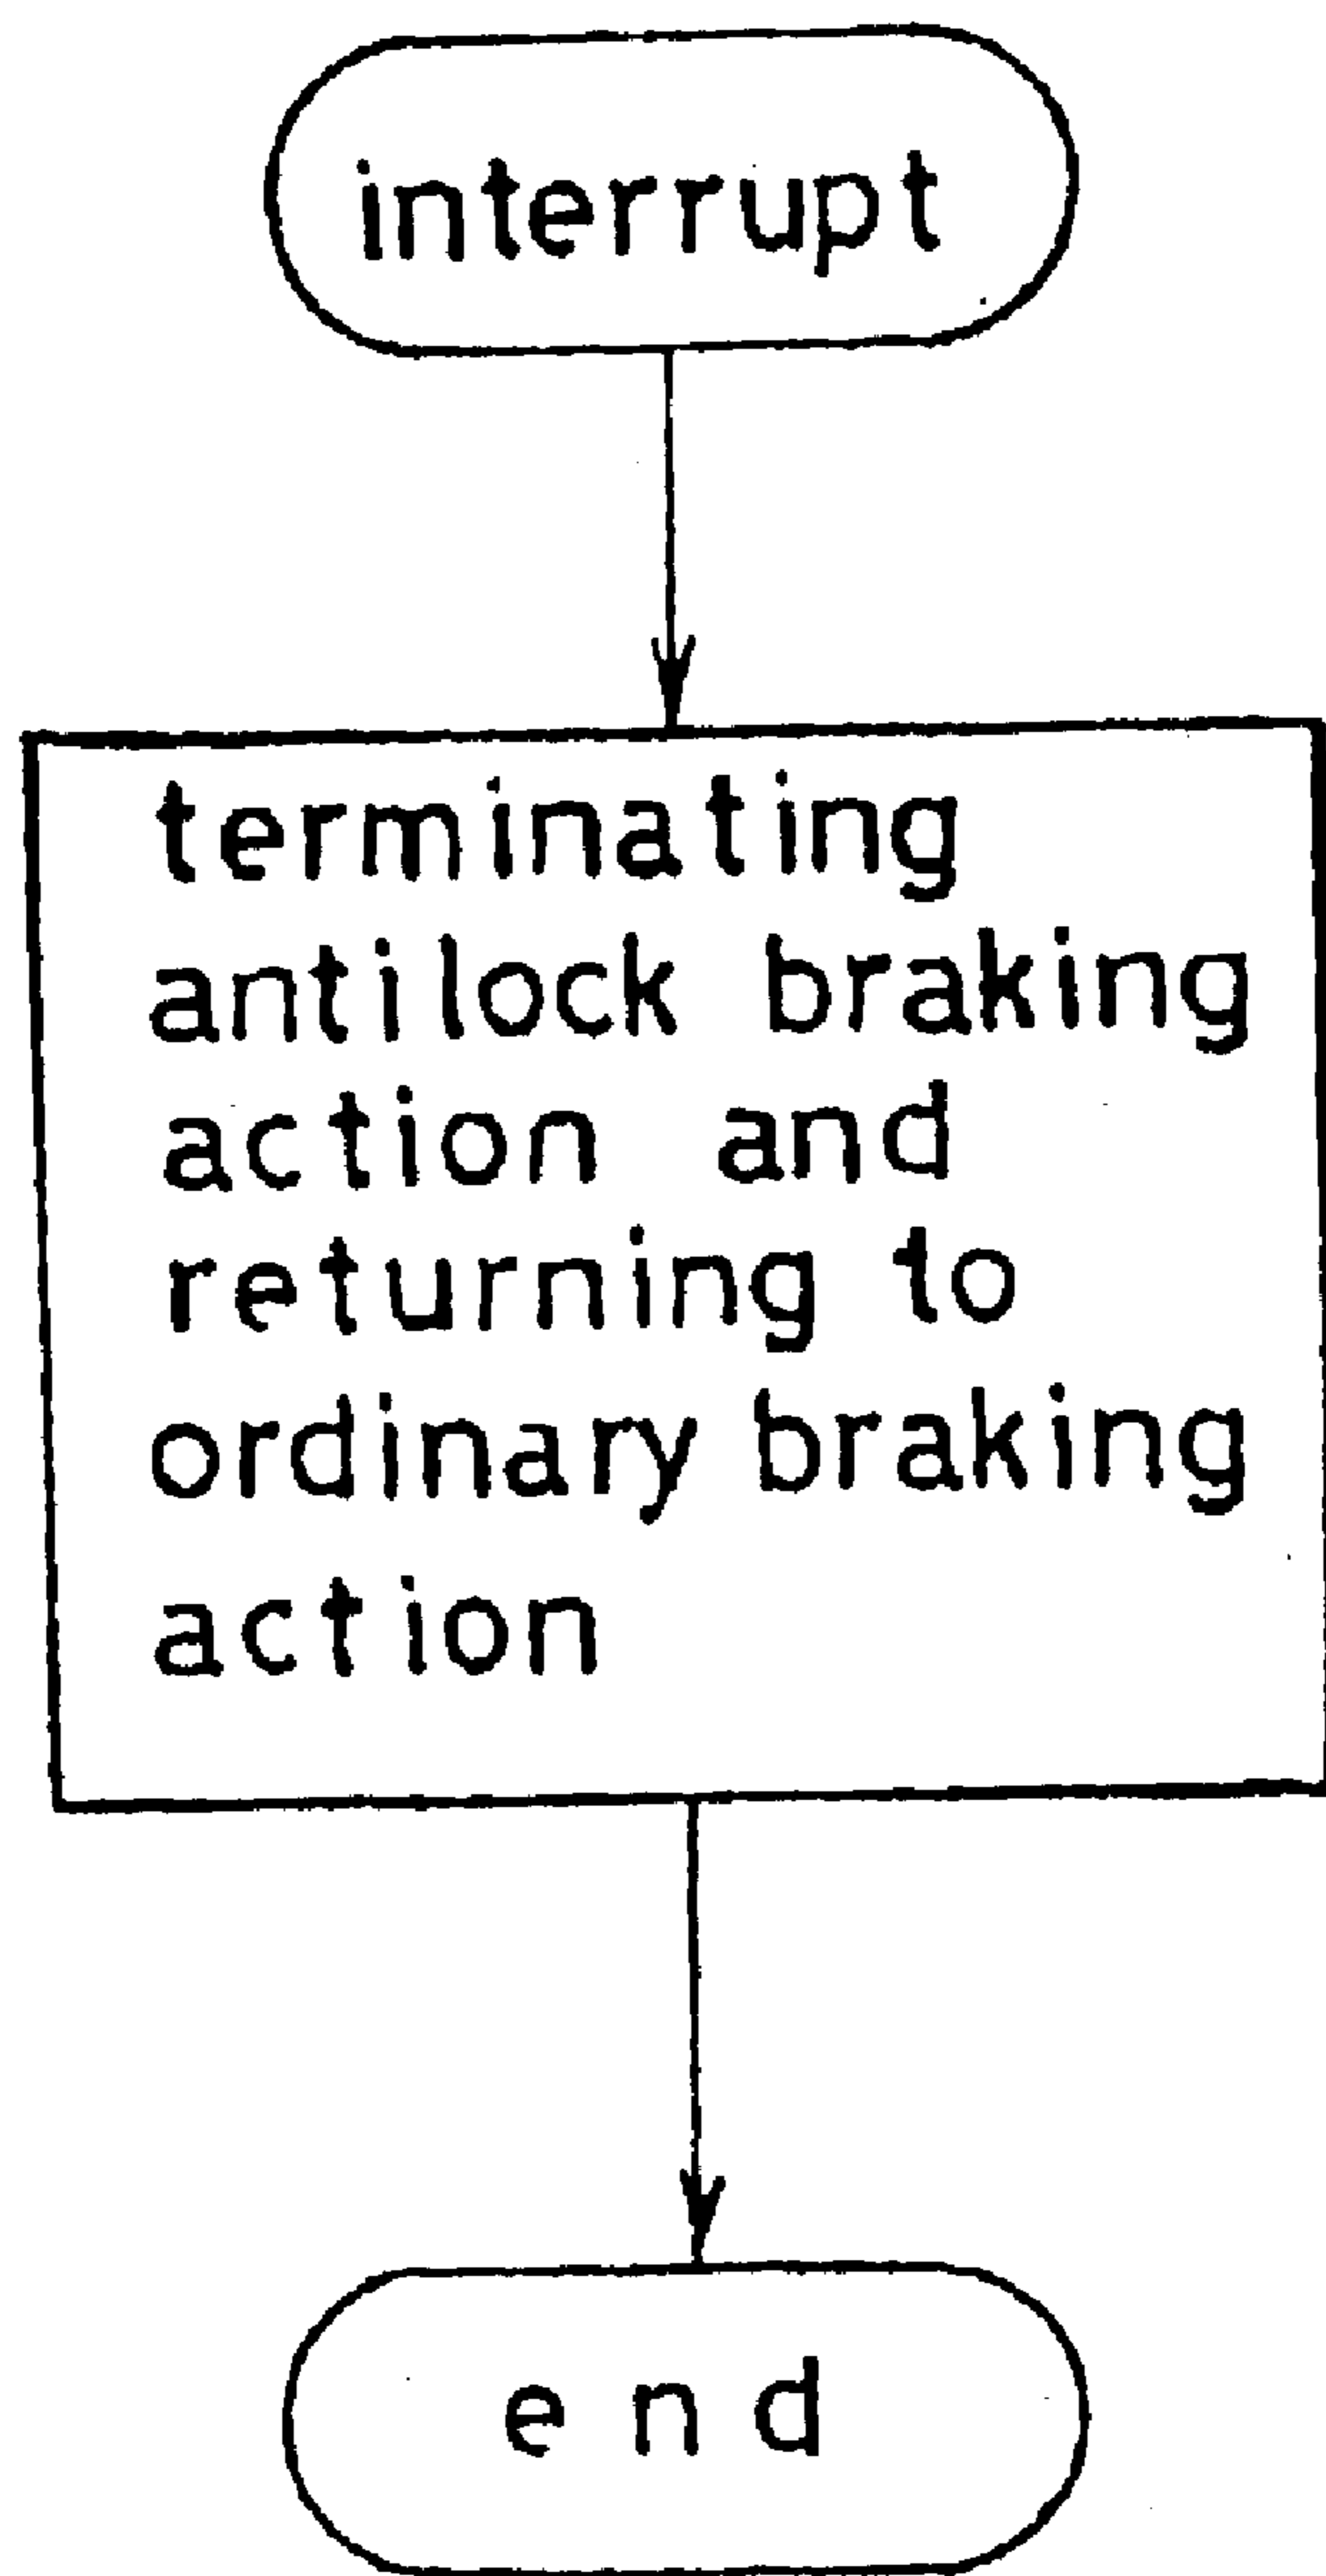 interrupt
terminating
antilock braking
action and
returning to
ordinary braking
action
end